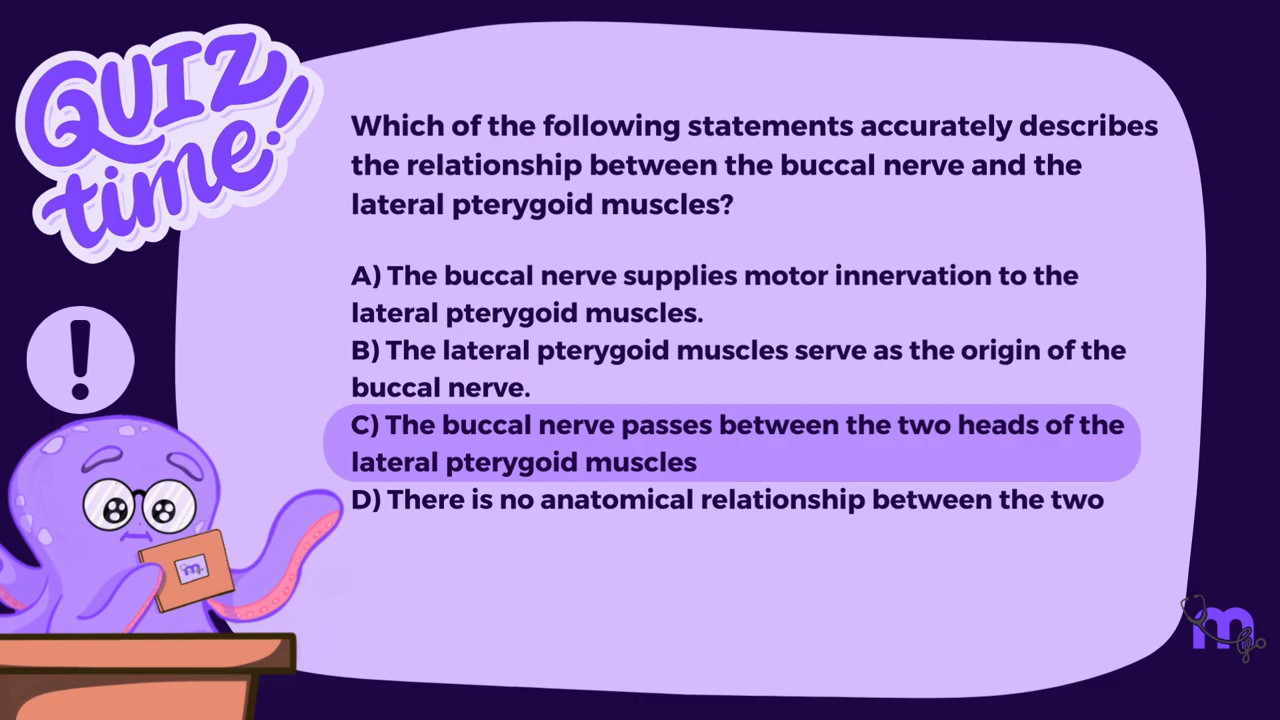 QUIZ
time!
Which of the following statements accurately describes
the relationship between the buccal nerve and the
lateral pterygoid muscles?
A) The buccal nerve supplies motor innervation to the
lateral pterygoid muscles.
B) The lateral pterygoid muscles serve as the origin of the
buccal nerve.
C) The buccal nerve passes between the two heads of the
lateral pterygoid muscles
D) There is no anatomical relationship between the two
!
m
m